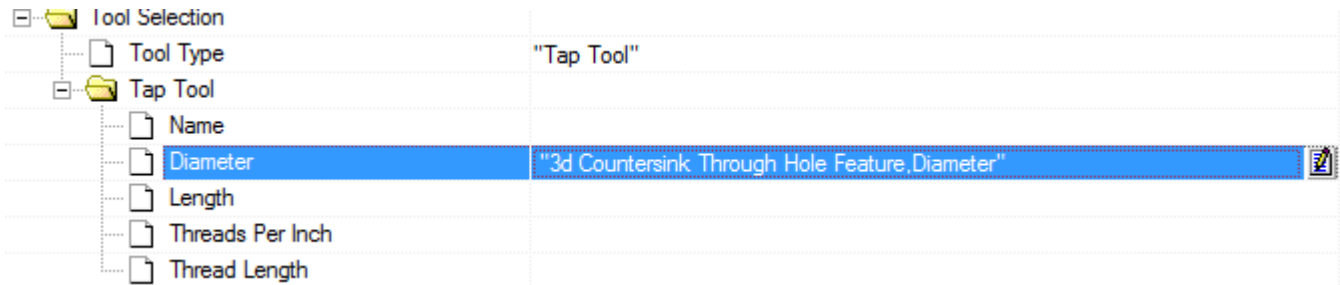 Tool Selection
Tool Type "Tap Tool"
Tap Tool
Name
Diameter "3d Countersink Through Hole Feature,Diameter"
Length
Threads Per Inch
Thread Length